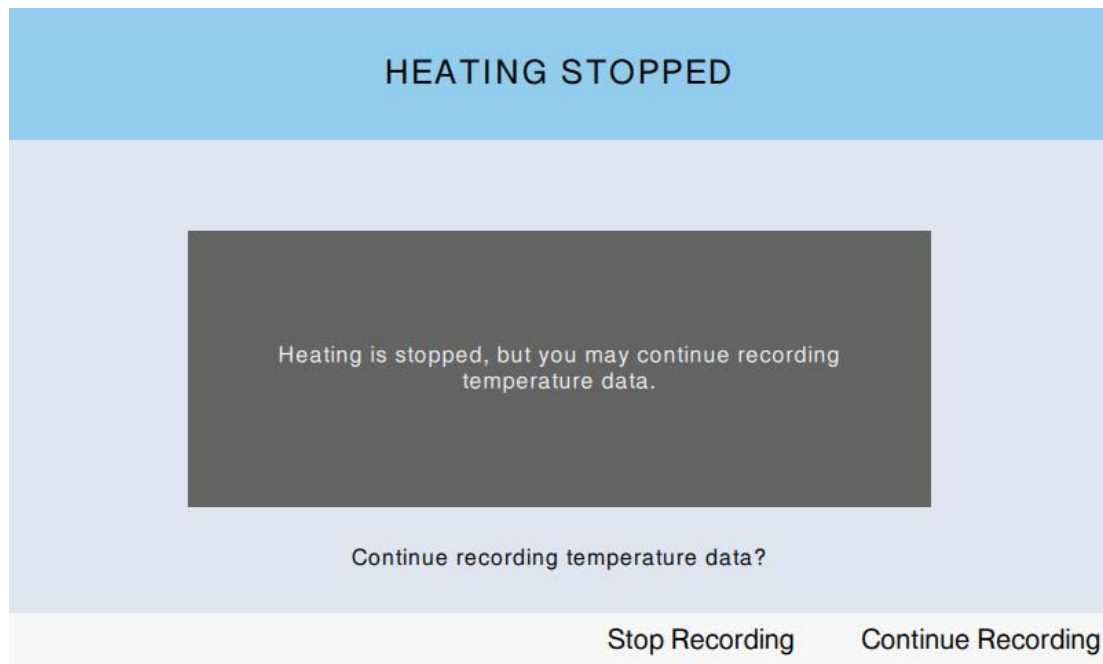 HEATING STOPPED
Heating is stopped, but you may continue recording
temperature data.
Continue recording temperature data?
Stop Recording
Continue Recording